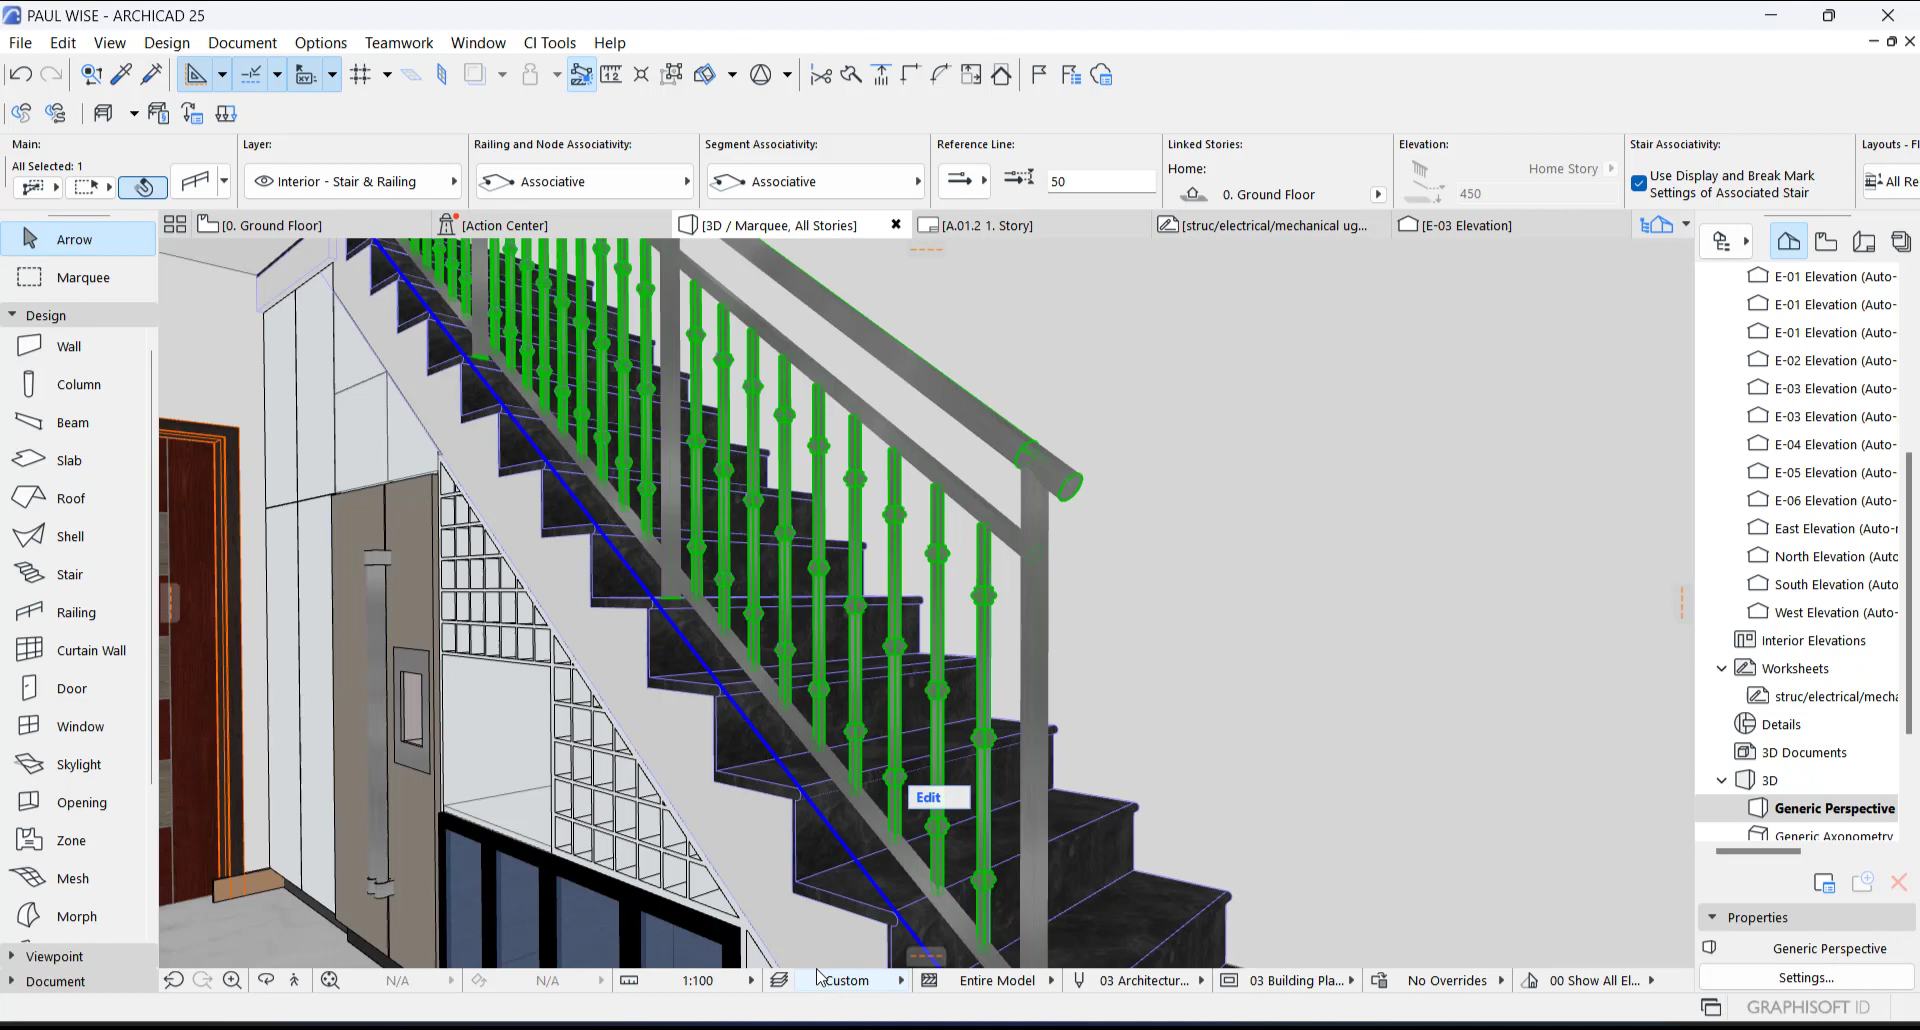 PAUL WISE - ARCHICAD 25
File Edit View Design Document Options Teamwork Window CI Tools Help
Main: Layer: Railing and Node Associativity: Segment Associativity: Reference Line: Linked Stories: Elevation: Stair Associativity: Layouts - Fl
All Selected: 1 Home: Home Story Use Display and Break Mark
Interior - Stair & Railing Associative Associative 50 0. Ground Floor 450 Settings of Associated Stair All Re
[0. Ground Floor] [Action Center] [3D / Marquee, All Stories] [A.01.2 1. Story] [struc/electrical/mechanical ug... [E-03 Elevation]
Arrow
Marquee
Design
Wall
Column
Beam
Slab
Roof
Shell
Stair
Railing
Curtain Wall
Door
Window
Skylight
Opening
Zone
Mesh
Morph
Viewpoint
Document
Edit
E-01 Elevation (Auto-
E-01 Elevation (Auto-
E-01 Elevation (Auto-
E-02 Elevation (Auto-
E-03 Elevation (Auto-
E-03 Elevation (Auto-
E-04 Elevation (Auto-
E-05 Elevation (Auto-
E-06 Elevation (Auto-
East Elevation (Auto-r
North Elevation (Auto
South Elevation (Auto
West Elevation (Auto-
Interior Elevations
Worksheets
struc/electrical/mecha
Details
3D Documents
3D
Generic Perspective
Generic Axonometry
Properties
Generic Perspective
Settings...
N/A N/A 1:100 Custom Entire Model 03 Architectur... 03 Building Pla... No Overrides 00 Show All El...
GRAPHISOFT ID